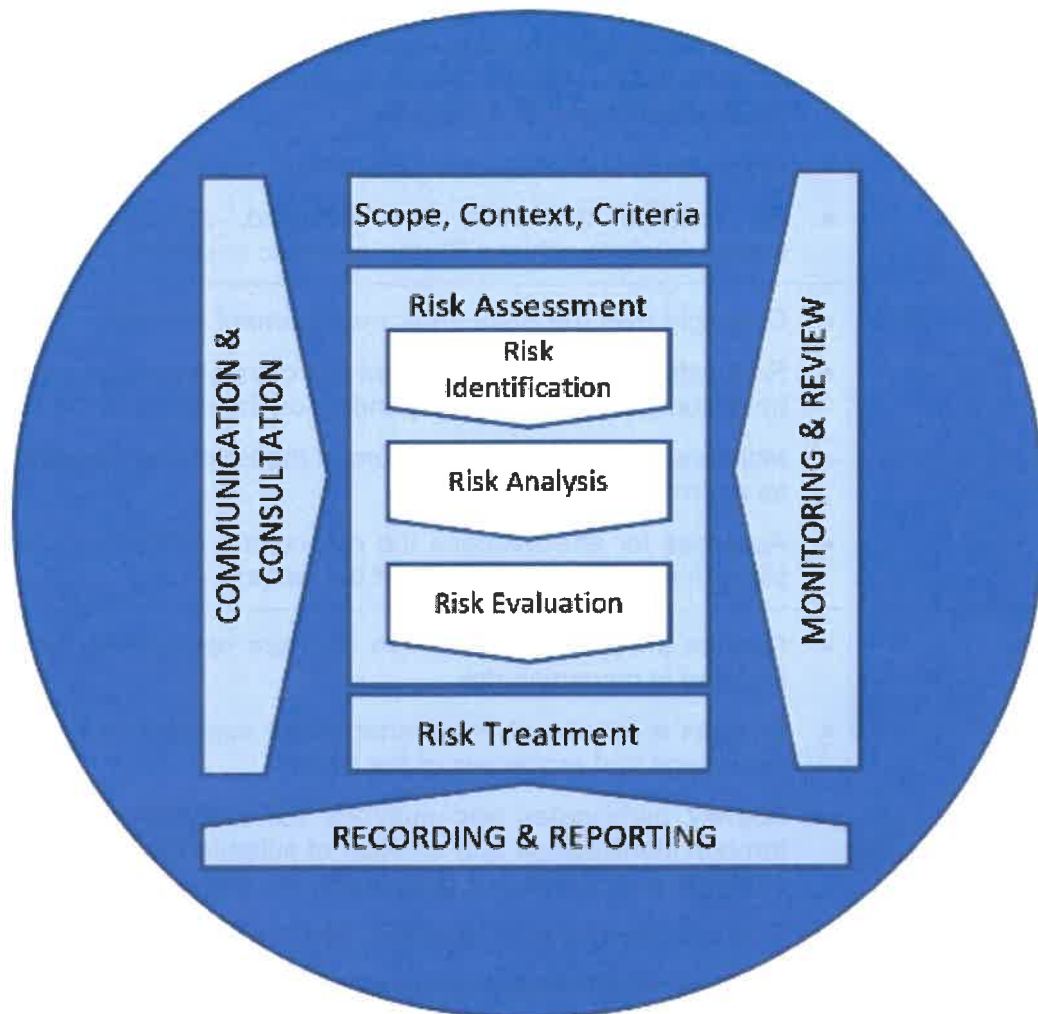 Scope, Context, Criteria
Risk Assessment
Risk
Identification
Risk Analysis
Risk Evaluation
Risk Treatment
COMMUNICATION &
CONSULTATION
MONITORING & REVIEW
RECORDING & REPORTING